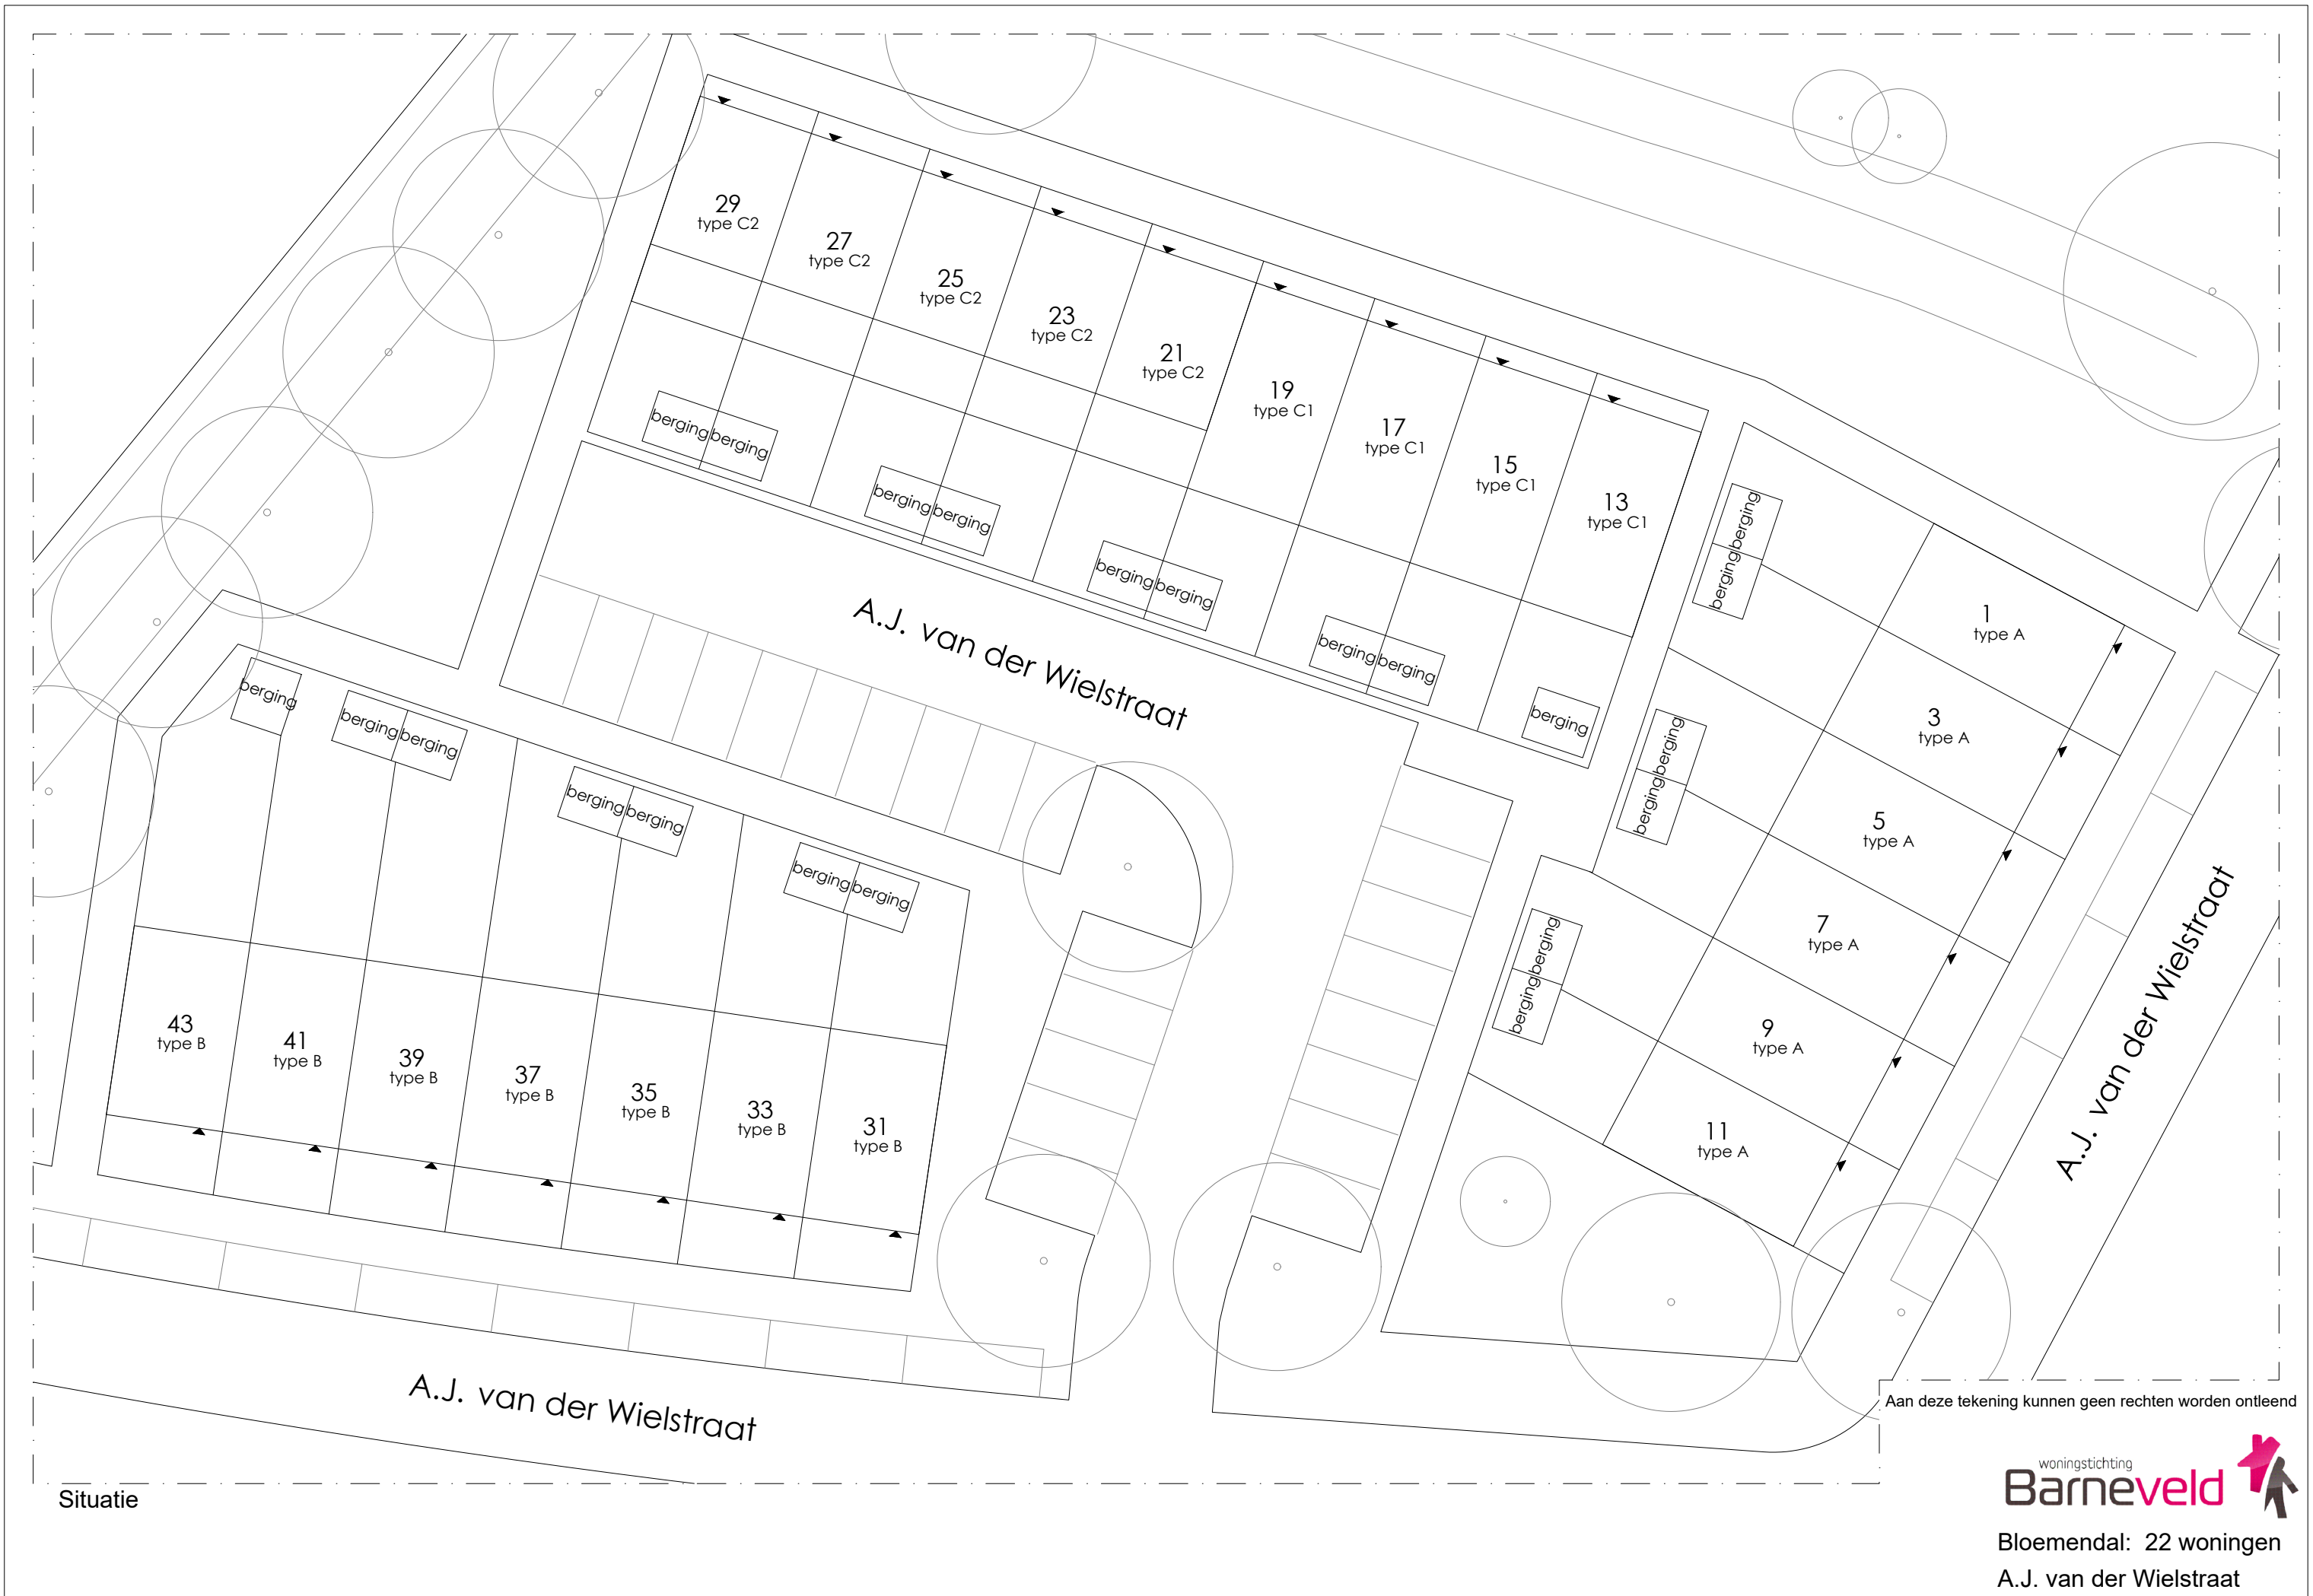 29
type C2
27
type C2
25
type C2
23
type C2
21
type C2
19
type C1
17
type C1
15
type C1
13
type C1
berging berging
berging berging
berging berging
berging berging
berging
A.J. van der Wielstraat
berging
berging
berging
berging
berging
berging
1
type A
3
type A
5
type A
7
type A
9
type A
11
type A
A.J. van der Wielstraat
berging
berging berging
berging berging
berging berging
43
type B
41
type B
39
type B
37
type B
35
type B
33
type B
31
type B
A.J. van der Wielstraat
Situatie
Aan deze tekening kunnen geen rechten worden ontleend
woningstichting
Barneveld
Bloemendal: 22 woningen
A.J. van der Wielstraat